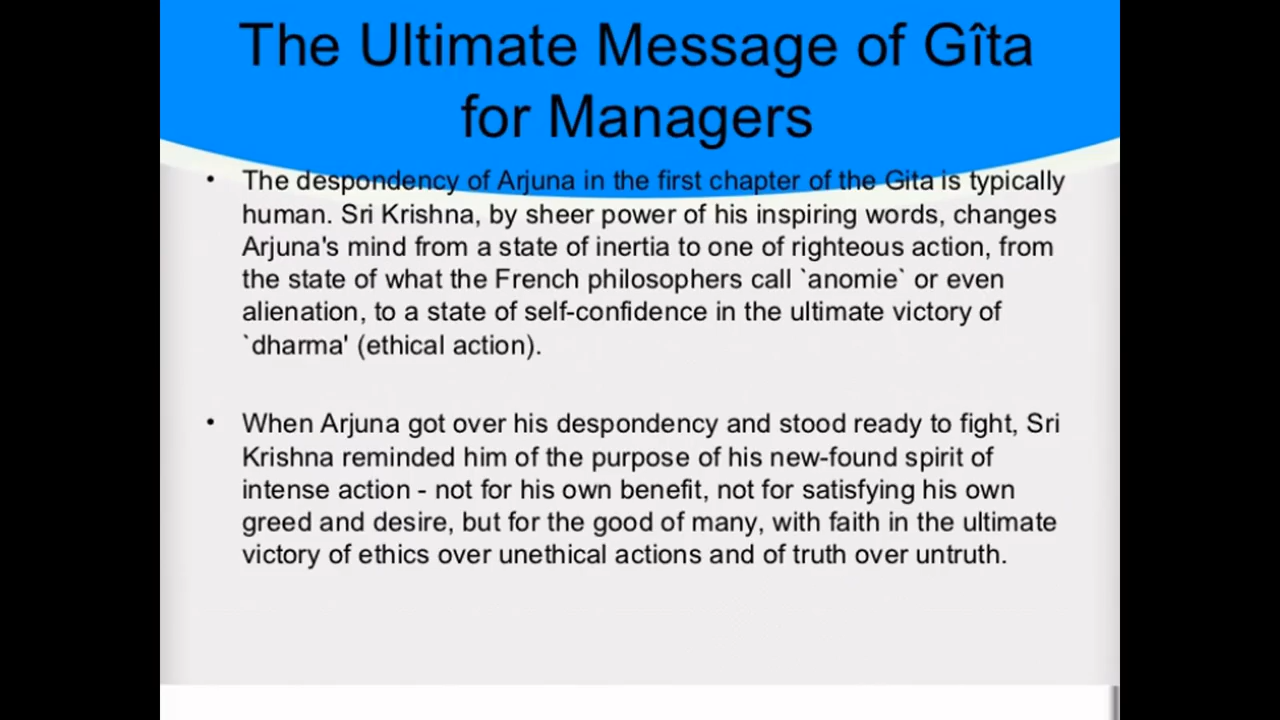 The Ultimate Message of Gîta
for Managers
• The despondency of Arjuna in the first chapter of the Gita is typically
human. Sri Krishna, by sheer power of his inspiring words, changes
Arjuna's mind from a state of inertia to one of righteous action, from
the state of what the French philosophers call `anomie` or even
alienation, to a state of self-confidence in the ultimate victory of
`dharma' (ethical action).
• When Arjuna got over his despondency and stood ready to fight, Sri
Krishna reminded him of the purpose of his new-found spirit of
intense action - not for his own benefit, not for satisfying his own
greed and desire, but for the good of many, with faith in the ultimate
victory of ethics over unethical actions and of truth over untruth.